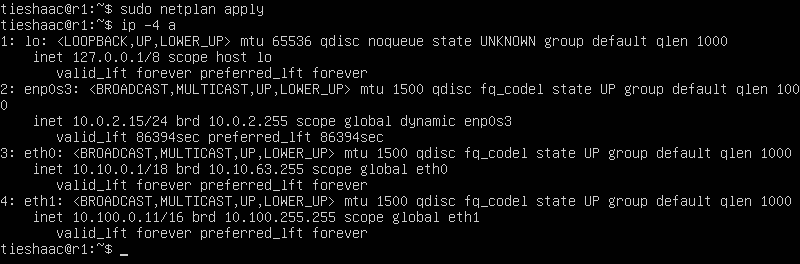 tieshaac@r1:~$ sudo netplan apply
tieshaac@r1:~$ ip -4 a
1: lo: <LOOPBACK,UP,LOWER_UP> mtu 65536 qdisc noqueue state UNKNOWN group default qlen 1000
    inet 127.0.0.1/8 scope host lo
       valid_lft forever preferred_lft forever
2: enp0s3: <BROADCAST,MULTICAST,UP,LOWER_UP> mtu 1500 qdisc fq_codel state UP group default qlen 100
0
    inet 10.0.2.15/24 brd 10.0.2.255 scope global dynamic enp0s3
       valid_lft 86394sec preferred_lft 86394sec
3: eth0: <BROADCAST,MULTICAST,UP,LOWER_UP> mtu 1500 qdisc fq_codel state UP group default qlen 1000
    inet 10.10.0.1/18 brd 10.10.63.255 scope global eth0
       valid_lft forever preferred_lft forever
4: eth1: <BROADCAST,MULTICAST,UP,LOWER_UP> mtu 1500 qdisc fq_codel state UP group default qlen 1000
    inet 10.100.0.11/16 brd 10.100.255.255 scope global eth1
       valid_lft forever preferred_lft forever
tieshaac@r1:~$ _